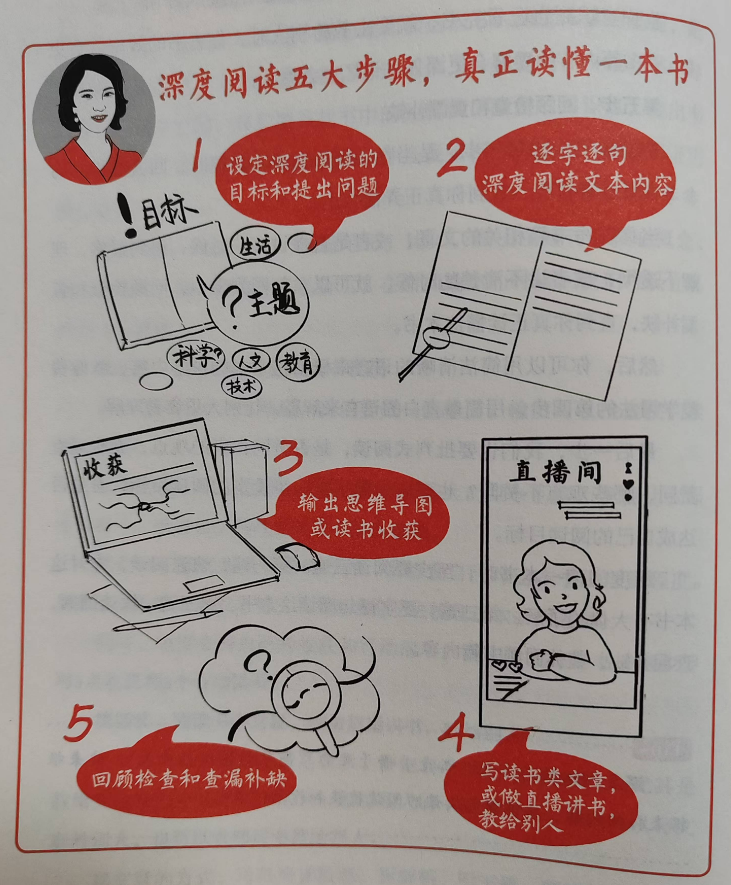 深度阅读五大步骤，真正读懂一本书
1
设定深度阅读的
目标和提出问题
！目标
生活
？主题
科学？
人文
教育
技术
2
逐字逐句
深度阅读文本内容
3
输出思维导图
或读书收获
收获
直播间
4
写读书类文章，
或做直播讲书，
教给别人
？
5
回顾检查和查漏补缺